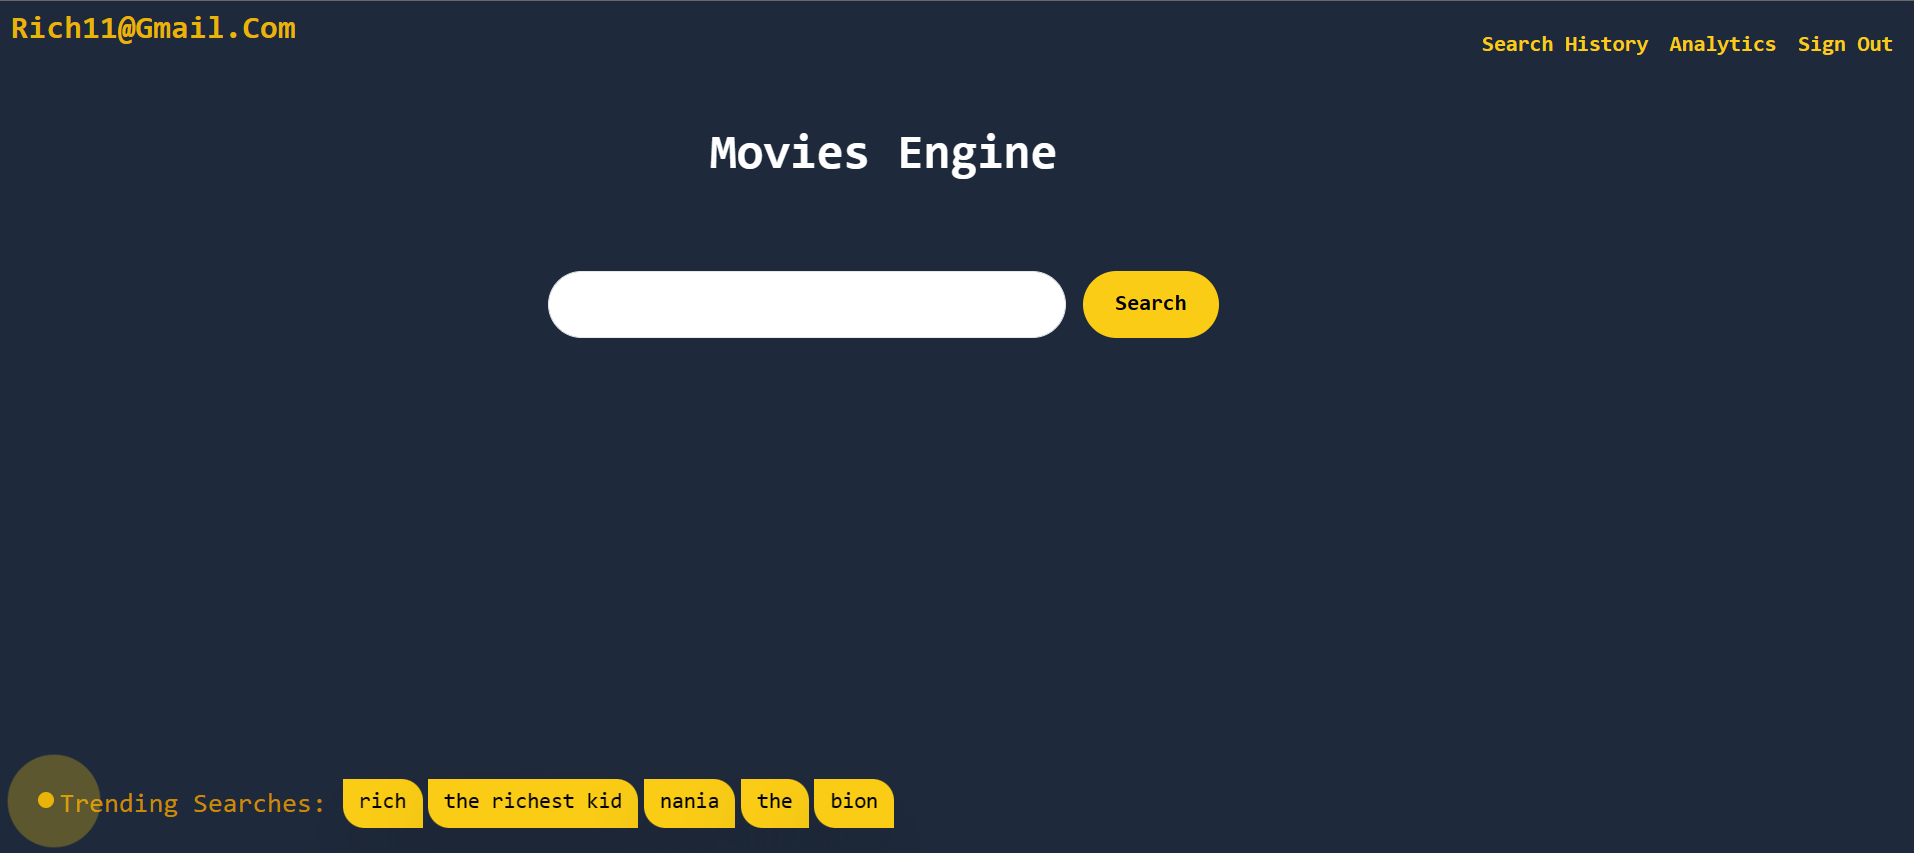 Rich11@Gmail.Com
Search History Analytics Sign Out
Movies Engine
Search
Trending Searches: rich the richest kid nania the bion